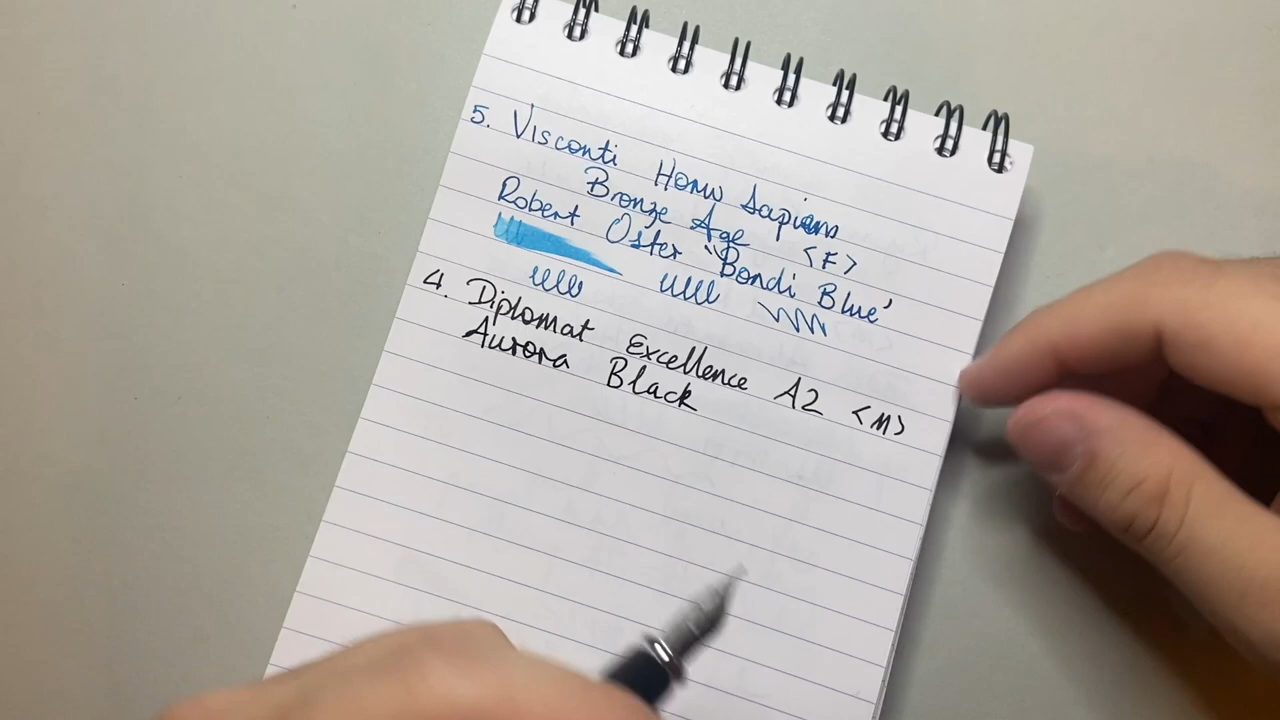 5. Visconti Homo Sapiens
Bronze Age <F>
Robert Oster 'Bondi Blue'
4. Diplomat Excellence A2 <M>
Aurora Black